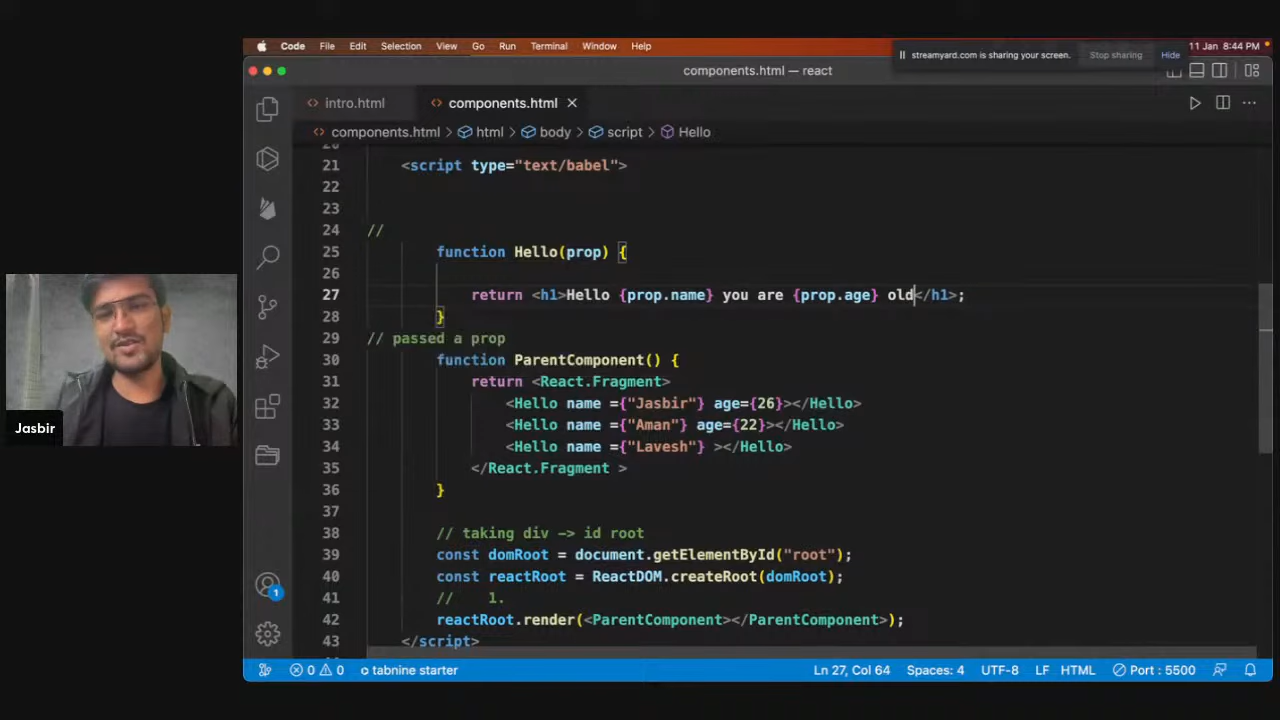 Code File Edit Selection View Go Run Terminal Window Help
streamyard.com is sharing your screen. Stop sharing Hide
11 Jan 8:44 PM
components.html — react
intro.html components.html
components.html > html > body > script > Hello
21 <script type="text/babel">
22
23
24 //
25 function Hello(prop) {
26
27 return <h1>Hello {prop.name} you are {prop.age} old</h1>;
28 }
29 // passed a prop
30 function ParentComponent() {
31 return <React.Fragment>
32 <Hello name ={"Jasbir"} age={26}></Hello>
33 <Hello name ={"Aman"} age={22}></Hello>
34 <Hello name ={"Lavesh"} ></Hello>
35 </React.Fragment >
36 }
37
38 // taking div -> id root
39 const domRoot = document.getElementById("root");
40 const reactRoot = ReactDOM.createRoot(domRoot);
41 // 1.
42 reactRoot.render(<ParentComponent></ParentComponent>);
43 </script>
Jasbir
1
0 0 tabnine starter Ln 27, Col 64 Spaces: 4 UTF-8 LF HTML Port : 5500